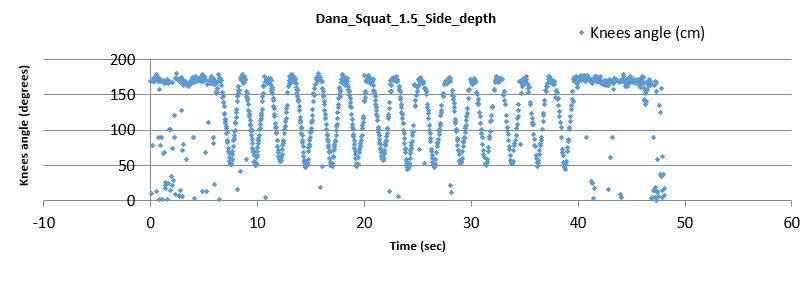 Dana_Squat_1.5_Side_depth
Knees angle (cm)
Knees angle (degrees)
200
150
100
50
0
-10 0 10 20 30 40 50 60
Time (sec)